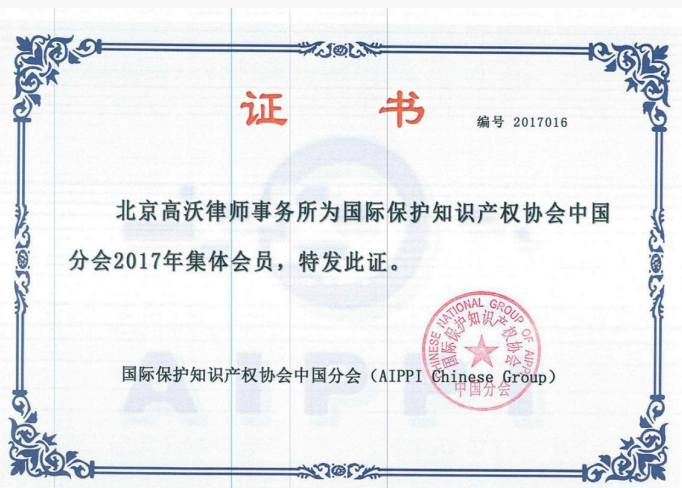 证 书
编号 2017016
北京高沃律师事务所为国际保护知识产权协会中国
分会2017年集体会员，特发此证。
CHINESE NATIONAL GROUP OF AIPPI
国际保护知识产权协会
中国分会
国际保护知识产权协会中国分会（AIPPI Chinese Group）
AIPPI